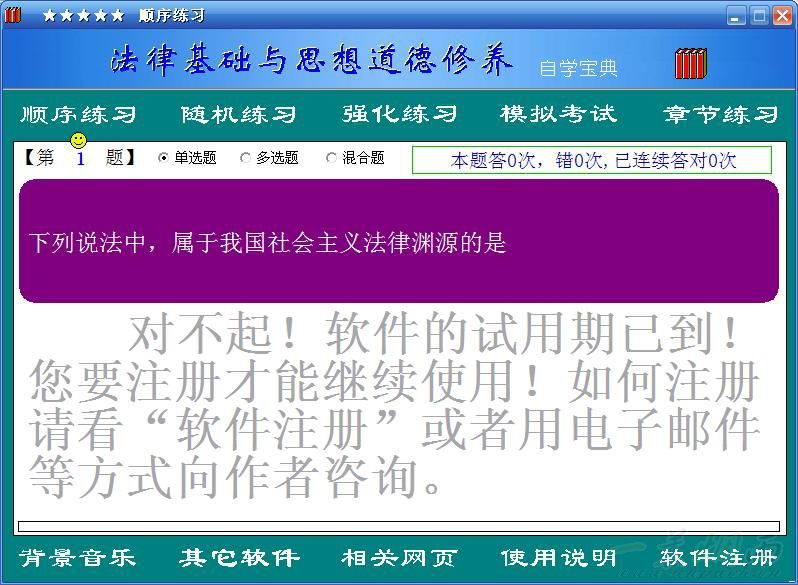 ★★★★★ 顺序练习
法律基础与思想道德修养 自学宝典
顺序练习 随机练习 强化练习 模拟考试 章节练习
【第 1 题】 单选题 多选题 混合题 本题答0次，错0次,已连续答对0次
下列说法中，属于我国社会主义法律渊源的是
对不起！软件的试用期已到！
您要注册才能继续使用！如何注册
请看“软件注册”或者用电子邮件
等方式向作者咨询。
背景音乐 其它软件 相关网页 使用说明 软件注册